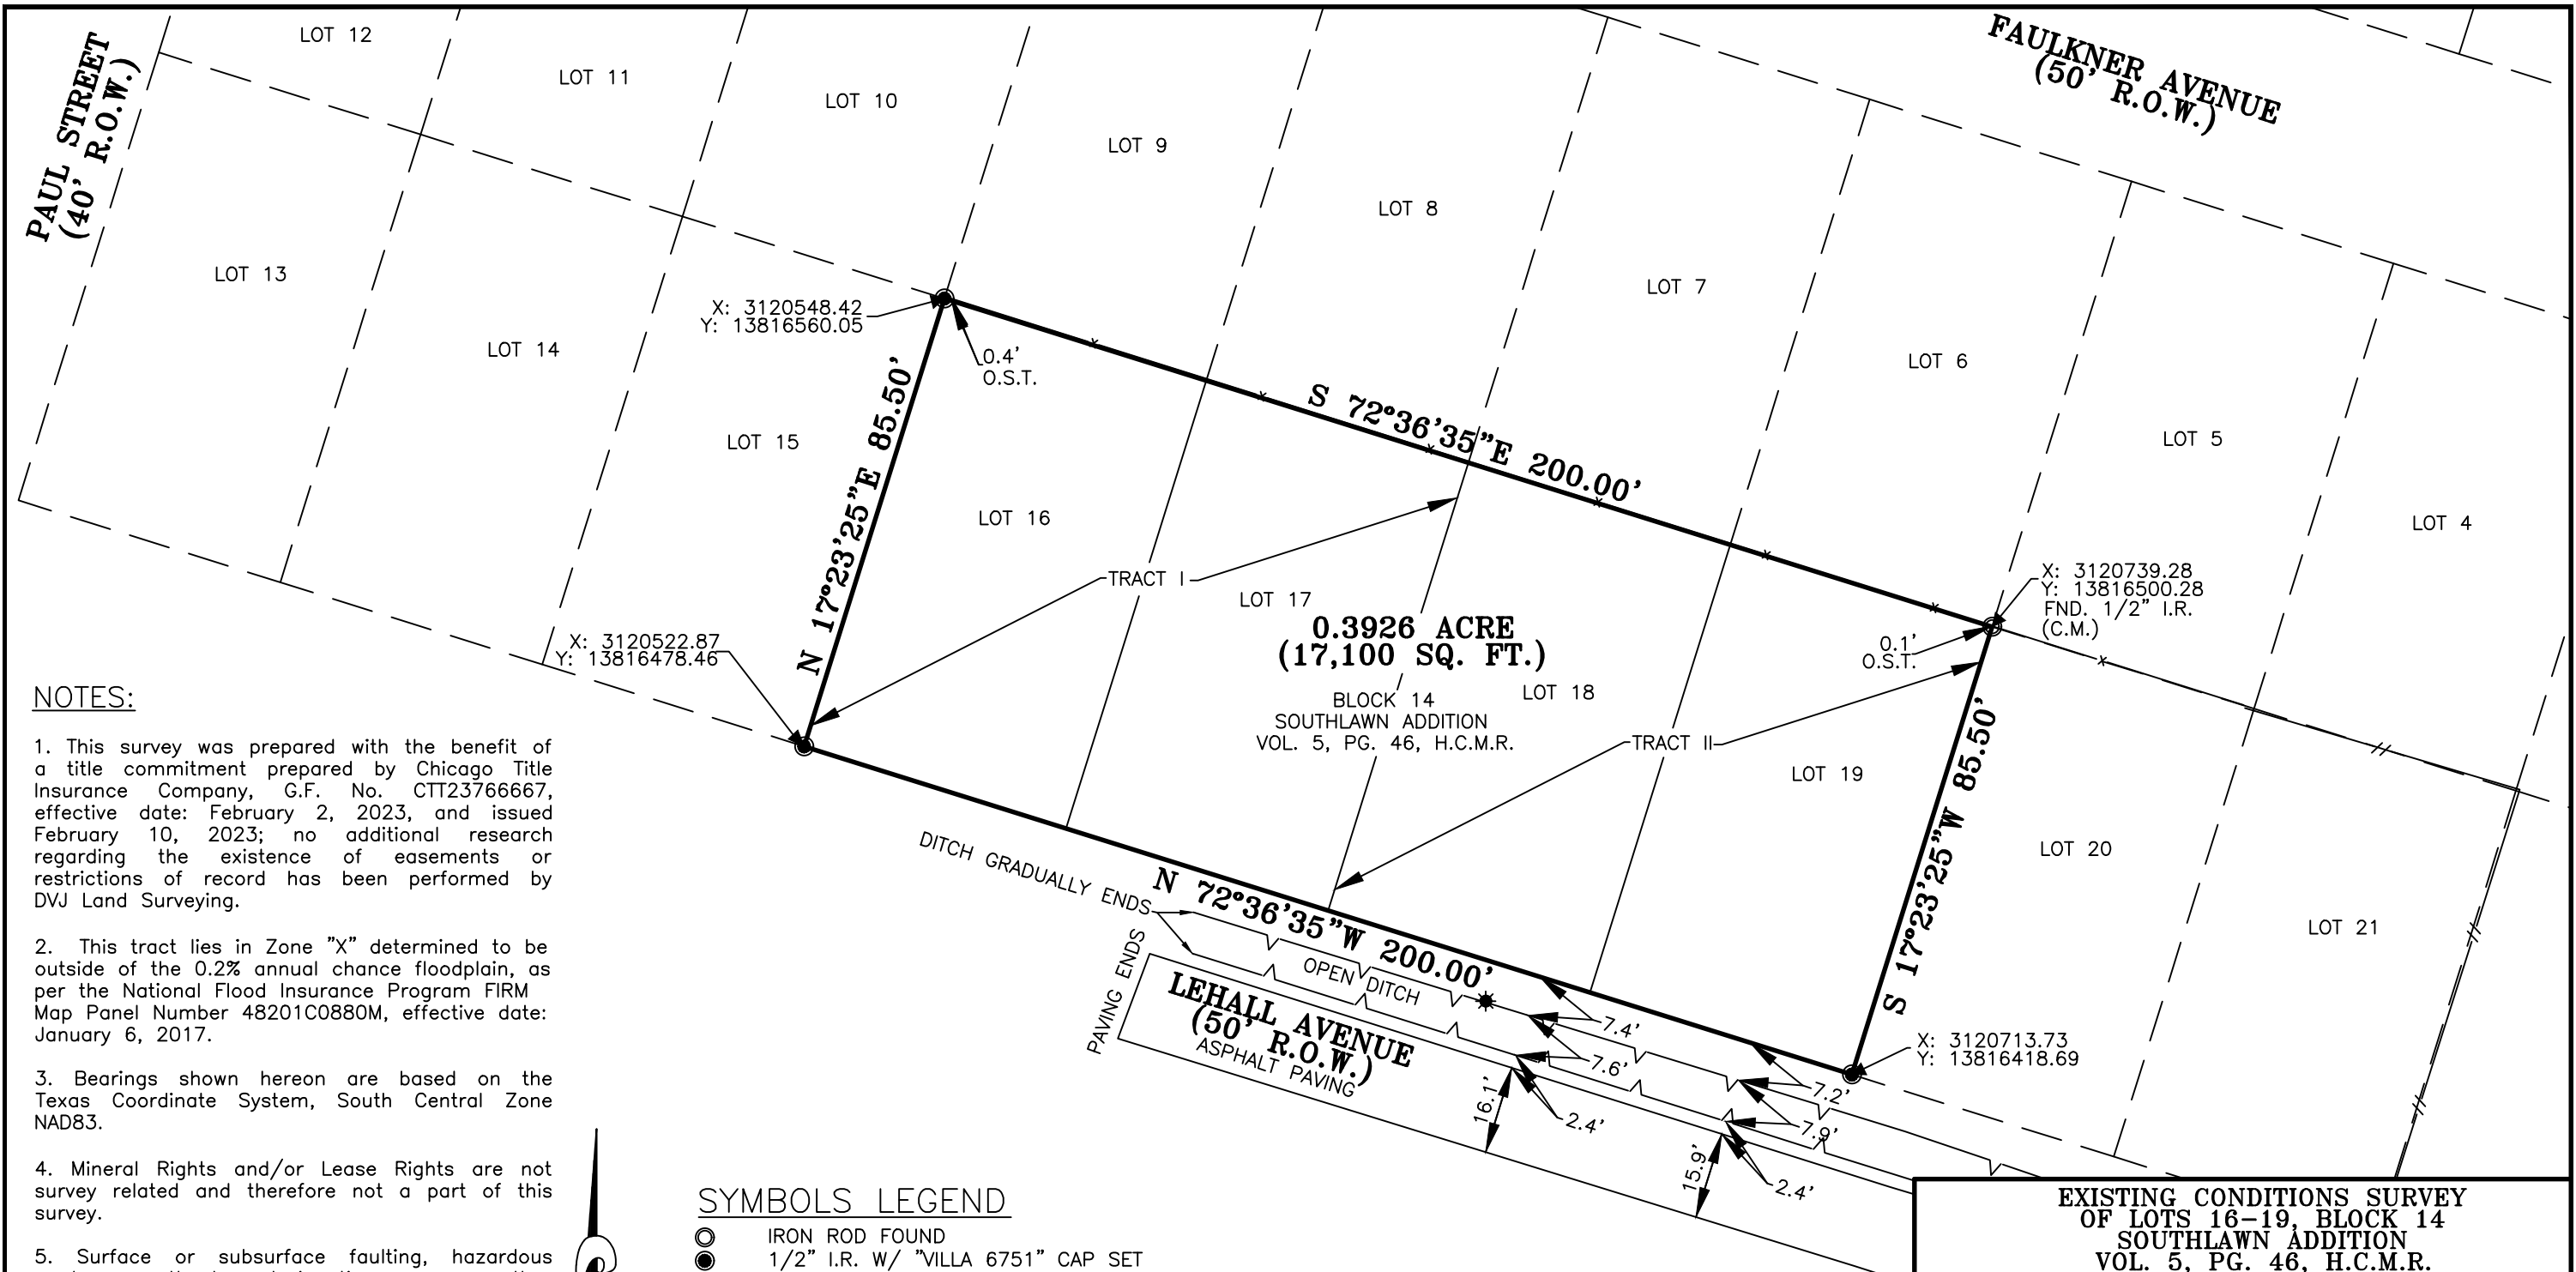 PAUL STREET
(40' R.O.W.)
FAULKNER AVENUE
(50' R.O.W.)
LOT 12
LOT 11
LOT 10
LOT 9
LOT 8
LOT 7
LOT 6
LOT 5
LOT 4
LOT 13
LOT 14
LOT 15
LOT 16
LOT 17
LOT 18
LOT 19
LOT 20
LOT 21
X: 3120548.42
Y: 13816560.05
0.4'
O.S.T.
N 17°23'25"E 85.50'
S 72°36'35"E 200.00'
X: 3120739.28
Y: 13816500.28
FND. 1/2" I.R.
(C.M.)
0.1'
O.S.T.
TRACT I
TRACT II
0.3926 ACRE
(17,100 SQ. FT.)
BLOCK 14
SOUTHLAWN ADDITION
VOL. 5, PG. 46, H.C.M.R.
X: 3120522.87
Y: 13816478.46
S 17°23'25"W 85.50'
N 72°36'35"W 200.00'
X: 3120713.73
Y: 13816418.69
DITCH GRADUALLY ENDS
OPEN DITCH
PAVING ENDS
LEHALL AVENUE
(50' R.O.W.)
ASPHALT PAVING
7.4'
7.6'
2.4'
16.1'
7.2'
7.9'
2.4'
15.9'
NOTES:
1. This survey was prepared with the benefit of
a title commitment prepared by Chicago Title
Insurance Company, G.F. No. CTT23766667,
effective date: February 2, 2023, and issued
February 10, 2023; no additional research
regarding the existence of easements or
restrictions of record has been performed by
DVJ Land Surveying.
2. This tract lies in Zone "X" determined to be
outside of the 0.2% annual chance floodplain, as
per the National Flood Insurance Program FIRM
Map Panel Number 48201C0880M, effective date:
January 6, 2017.
3. Bearings shown hereon are based on the
Texas Coordinate System, South Central Zone
NAD83.
4. Mineral Rights and/or Lease Rights are not
survey related and therefore not a part of this
survey.
5. Surface or subsurface faulting, hazardous
SYMBOLS LEGEND
IRON ROD FOUND
1/2" I.R. W/ "VILLA 6751" CAP SET
EXISTING CONDITIONS SURVEY
OF LOTS 16-19, BLOCK 14
SOUTHLAWN ADDITION
VOL. 5, PG. 46, H.C.M.R.